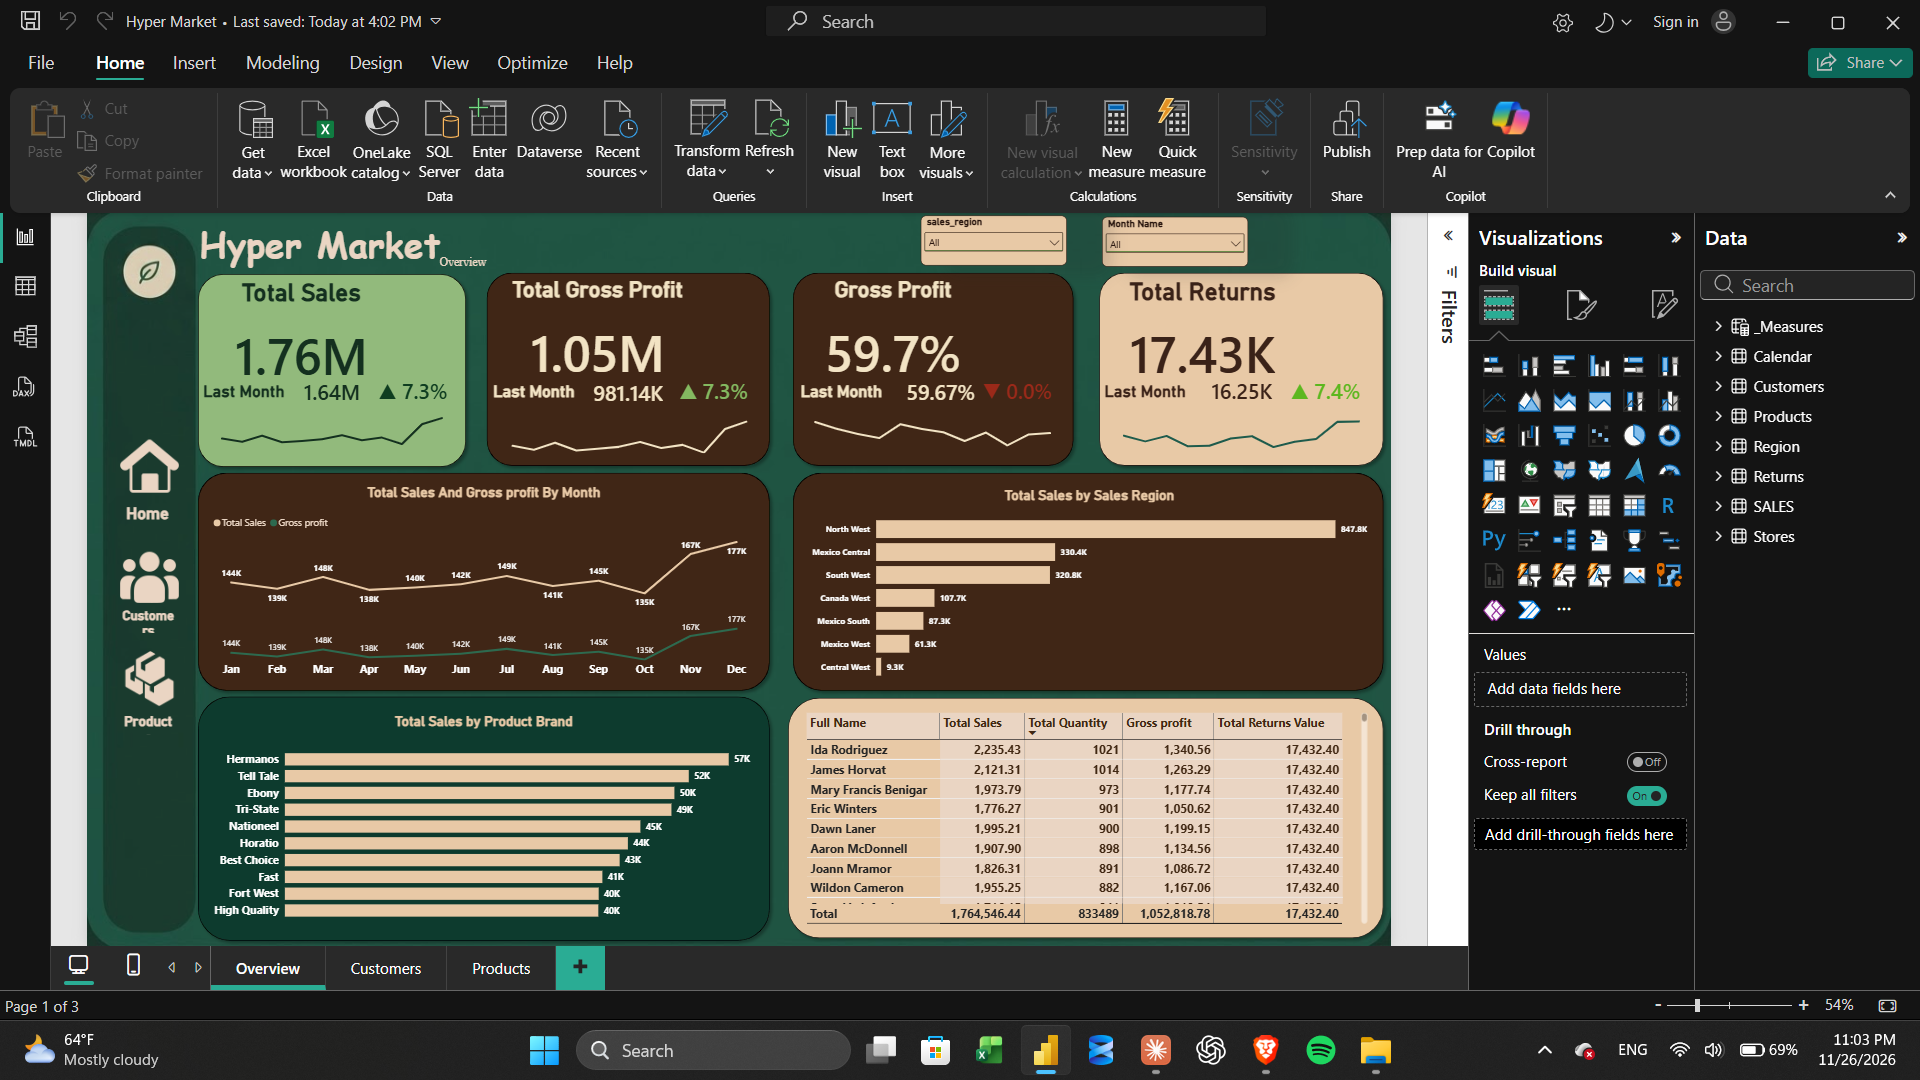 Hyper Market • Last saved: Today at 4:02 PM
Search
Sign in
File Home Insert Modeling Design View Optimize Help
Share
Paste
Cut
Copy
Format painter
Clipboard
Get data
Excel workbook
OneLake catalog
SQL Server
Enter data
Dataverse
Recent sources
Data
Transform data
Refresh
Queries
New visual
Text box
More visuals
Insert
New visual calculation
New measure
Quick measure
Calculations
Sensitivity
Sensitivity
Publish
Share
Prep data for AI
Copilot
Copilot
DAX
TMDL
Hyper Market
Overview
sales_region
All
Month Name
All
Home
Custome
rs
Product
Total Sales
1.76M
Last Month 1.64M ▲ 7.3%
Total Gross Profit
1.05M
Last Month 981.14K ▲ 7.3%
Gross Profit
59.7%
Last Month 59.67% ▼ 0.0%
Total Returns
17.43K
Last Month 16.25K ▲ 7.4%
Total Sales And Gross profit By Month
Total Sales Gross profit
144K 139K 148K 138K 140K 142K 149K 141K 145K 135K 167K 177K
144K 139K 148K 138K 140K 142K 149K 141K 145K 135K 167K 177K
Jan Feb Mar Apr May Jun Jul Aug Sep Oct Nov Dec
Total Sales by Sales Region
North West 847.8K
Mexico Central 330.4K
South West 320.8K
Canada West 107.7K
Mexico South 87.3K
Mexico West 61.3K
Central West 9.3K
Total Sales by Product Brand
Hermanos 57K
Tell Tale 52K
Ebony 50K
Tri-State 49K
Nationeel 45K
Horatio 44K
Best Choice 43K
Fast 41K
Fort West 40K
High Quality 40K
Full Name Total Sales Total Quantity Gross profit Total Returns Value
Ida Rodriguez 2,235.43 1021 1,340.56 17,432.40
James Horvat 2,121.31 1014 1,263.29 17,432.40
Mary Francis Benigar 1,973.79 973 1,177.74 17,432.40
Eric Winters 1,776.27 901 1,050.62 17,432.40
Dawn Laner 1,995.21 900 1,199.15 17,432.40
Aaron McDonnell 1,907.90 898 1,134.56 17,432.40
Joann Mramor 1,826.31 891 1,086.72 17,432.40
Wildon Cameron 1,955.25 882 1,167.06 17,432.40
Total 1,764,546.44 833489 1,052,818.78 17,432.40
Filters
Visualizations
Build visual
123
R
Py
Values
Add data fields here
Drill through
Cross-report Off
Keep all filters On
Add drill-through fields here
Data
Search
_Measures
Calendar
Customers
Products
Region
Returns
SALES
Stores
Overview Customers Products +
Page 1 of 3
- + 54%
64°F
Mostly cloudy
Search
ENG
69%
11:03 PM
11/26/2026